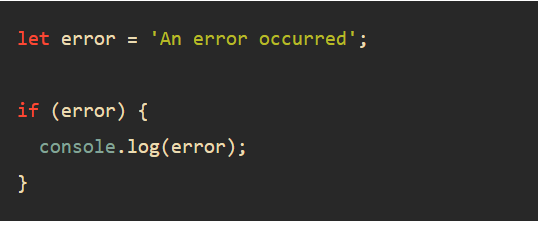 let error = 'An error occurred';
if (error) {
  console.log(error);
}